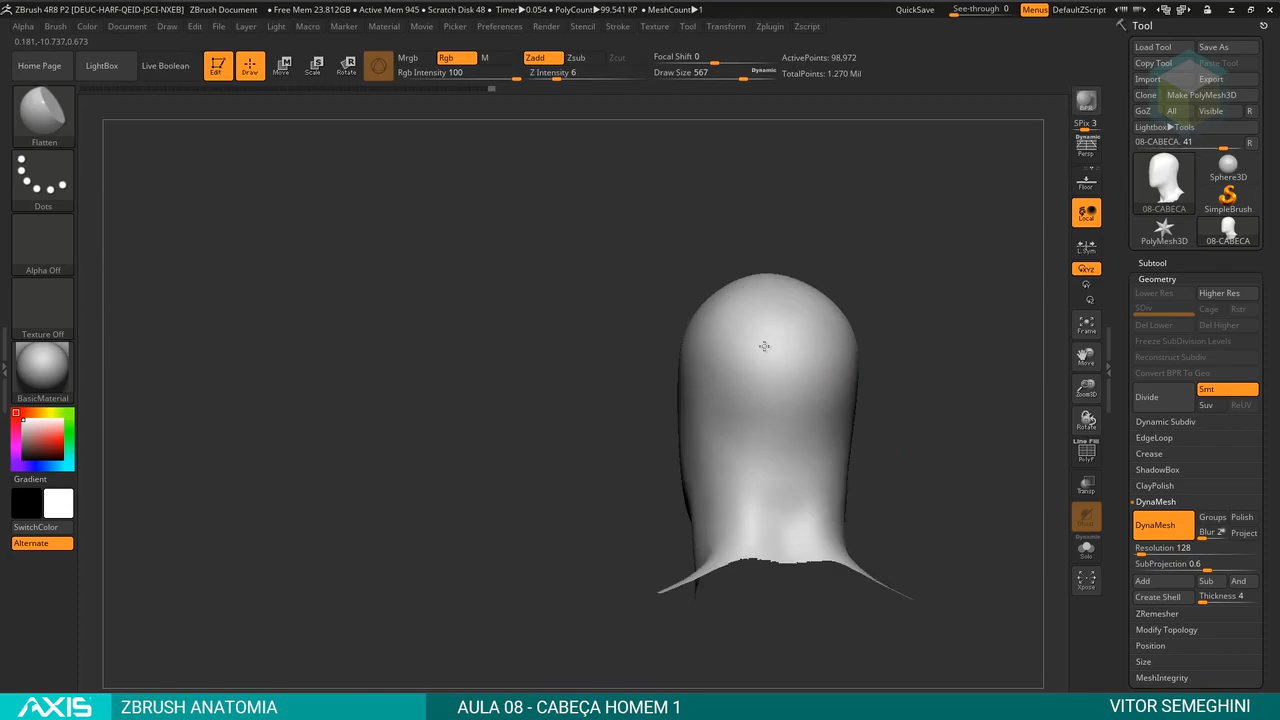 ZBrush 4R8 P2 [DEUC-HARF-QEID-JSCI-NXEB] ZBrush Document • Free Mem 23.812GB • Active Mem 945 • Scratch Disk 48 • Timer▶0.054 • PolyCount▶99.541 KP • MeshCount▶1 QuickSave See-through 0 Menus DefaultZScript
Alpha Brush Color Document Draw Edit File Layer Light Macro Marker Material Movie Picker Preferences Render Stencil Stroke Texture Tool Transform Zplugin Zscript
0.181,-10.737,0.673
Home Page LightBox Live Boolean Edit Draw Move Scale Rotate
Mrgb Rgb M Zadd Zsub Zcut Focal Shift 0 ActivePoints: 98,972
Rgb Intensity 100 Z Intensity 6 Draw Size 567 Dynamic TotalPoints: 1.270 Mil
Flatten
Dots
Alpha Off
Texture Off
BasicMaterial
Gradient
SwitchColor
Alternate
BPR
SPix 3
Dynamic
Persp
Floor
Local
L.Sym
XYZ
Frame
Move
Zoom3D
Rotate
Line Fill
PolyF
Transp
Dynamic
Solo
Xpose
Tool
Load Tool Save As
Copy Tool Paste Tool
Import Export
Clone Make PolyMesh3D
GoZ All Visible R
Lightbox▶Tools
08-CABECA. 41 R
Sphere3D
08-CABECA SimpleBrush
PolyMesh3D 08-CABECA
Subtool
Geometry
Lower Res Higher Res
SDiv Cage Rstr
Del Lower Del Higher
Freeze SubDivision Levels
Reconstruct Subdiv
Convert BPR To Geo
Divide Smt
Suv ReUV
Dynamic Subdiv
EdgeLoop
Crease
ShadowBox
ClayPolish
DynaMesh
DynaMesh Groups Polish
Blur 2 Project
Resolution 128
SubProjection 0.6
Add Sub And
Create Shell Thickness 4
ZRemesher
Modify Topology
Position
Size
MeshIntegrity
AXIS ZBRUSH ANATOMIA AULA 08 - CABEÇA HOMEM 1 VITOR SEMEGHINI